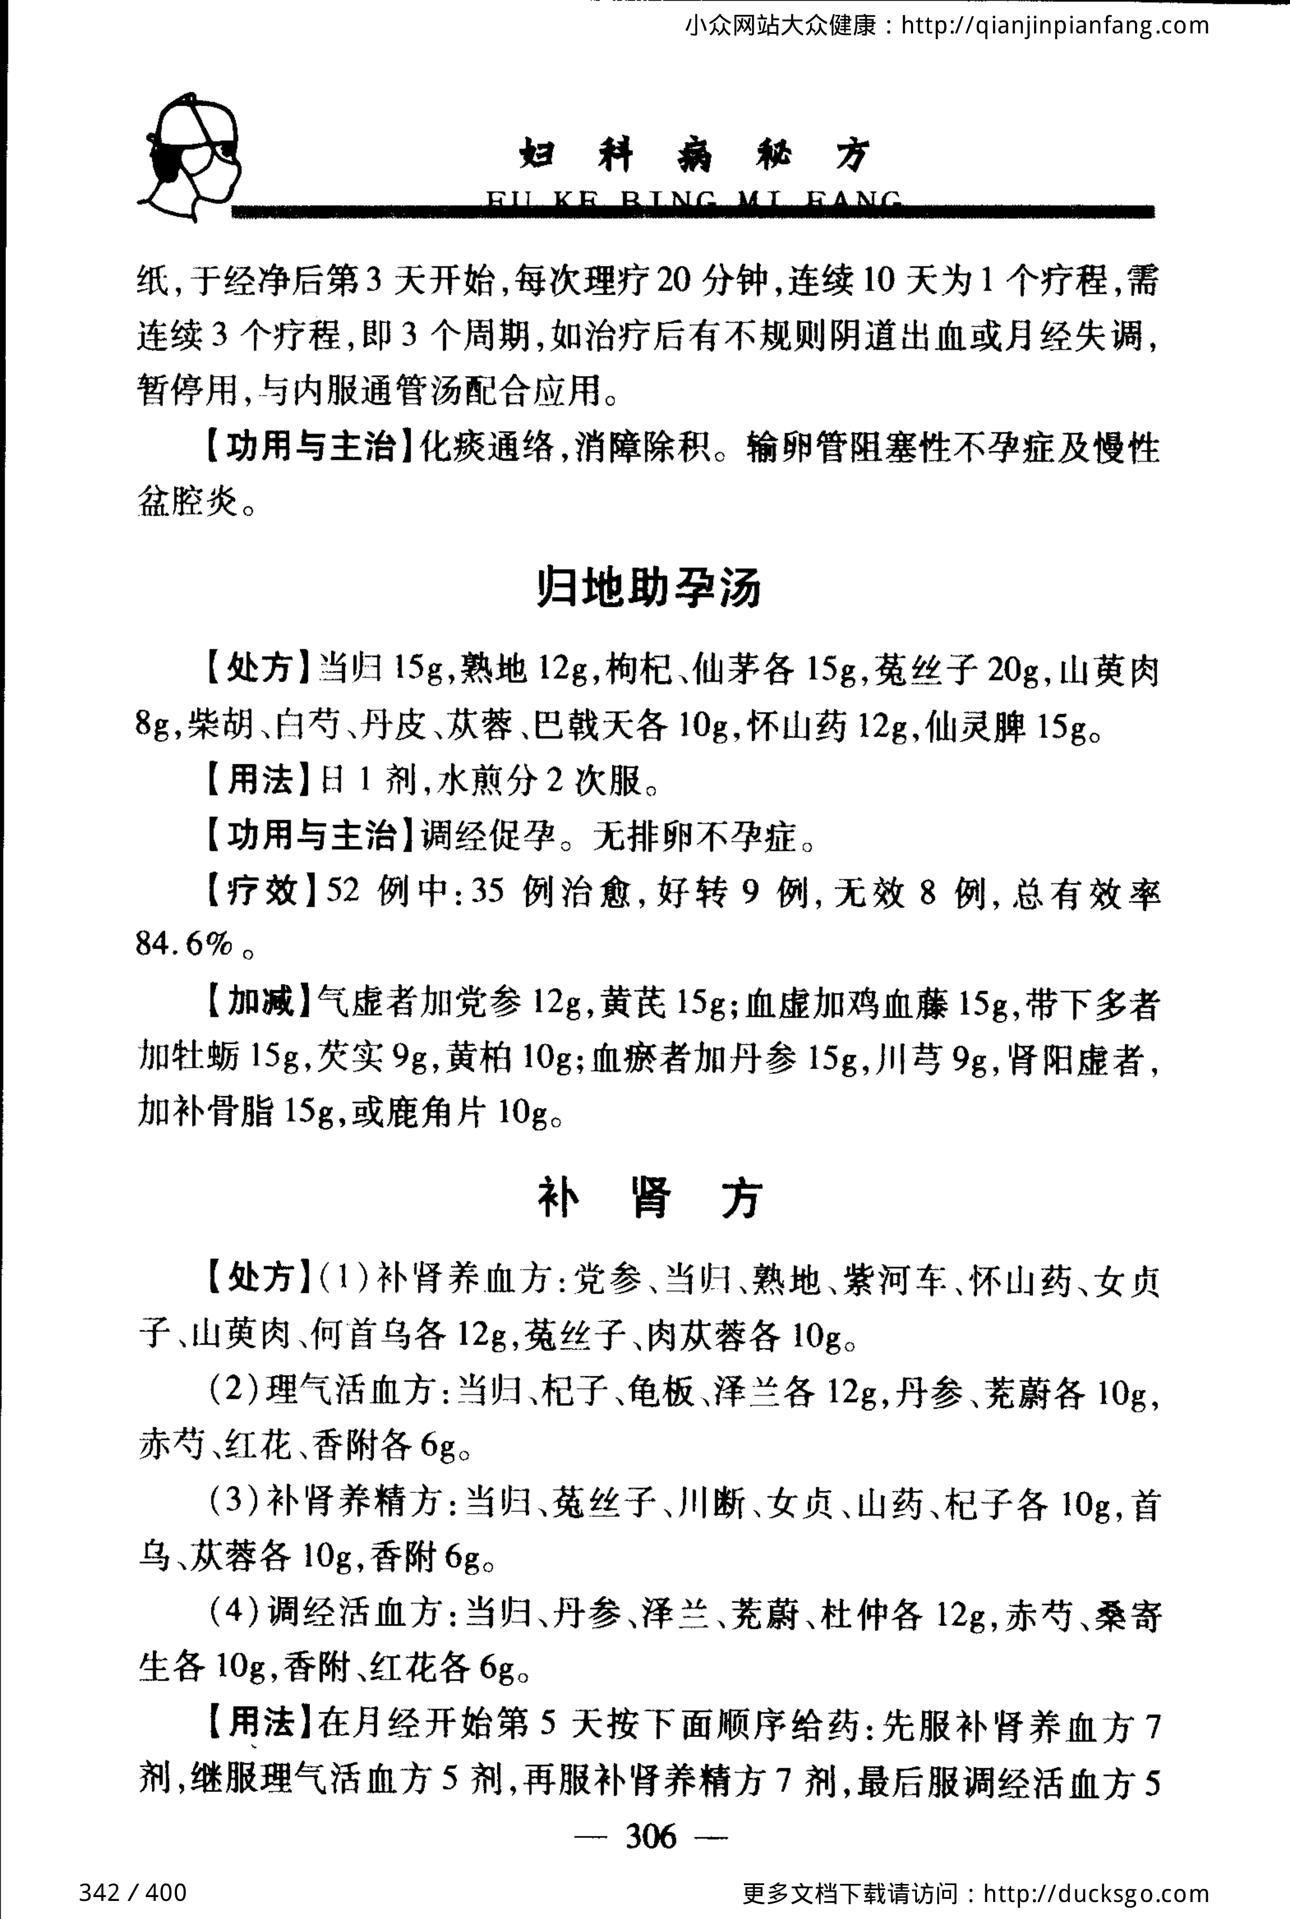 小众网站大众健康：http://qianjinpianfang.com
妇科病秘方
FU KE BING MI FANG
纸,于经净后第3天开始,每次理疗20分钟,连续10天为1个疗程,需
连续3个疗程,即3个周期,如治疗后有不规则阴道出血或月经失调,
暂停用,与内服通管汤配合应用。
【功用与主治】化痰通络,消障除积。输卵管阻塞性不孕症及慢性
盆腔炎。
归地助孕汤
【处方】当归15g,熟地12g,枸杞、仙茅各15g,菟丝子20g,山萸肉
8g,柴胡、白芍、丹皮、苁蓉、巴戟天各10g,怀山药12g,仙灵脾15g。
【用法】日1剂,水煎分2次服。
【功用与主治】调经促孕。无排卵不孕症。
【疗效】52例中:35例治愈,好转9例,无效8例,总有效率
84.6%。
【加减】气虚者加党参12g,黄芪15g;血虚加鸡血藤15g,带下多者
加牡蛎15g,芡实9g,黄柏10g;血瘀者加丹参15g,川芎9g,肾阳虚者,
加补骨脂15g,或鹿角片10g。
补肾方
【处方】(1)补肾养血方:党参、当归、熟地、紫河车、怀山药、女贞
子、山萸肉、何首乌各12g,菟丝子、肉苁蓉各10g。
(2)理气活血方:当归、杞子、龟板、泽兰各12g,丹参、茺蔚各10g,
赤芍、红花、香附各6g。
(3)补肾养精方:当归、菟丝子、川断、女贞、山药、杞子各10g,首
乌、苁蓉各10g,香附6g。
(4)调经活血方:当归、丹参、泽兰、茺蔚、杜仲各12g,赤芍、桑寄
生各10g,香附、红花各6g。
【用法】在月经开始第5天按下面顺序给药:先服补肾养血方7
剂,继服理气活血方5剂,再服补肾养精方7剂,最后服调经活血方5
— 306 —
342 / 400
更多文档下载请访问：http://ducksgo.com